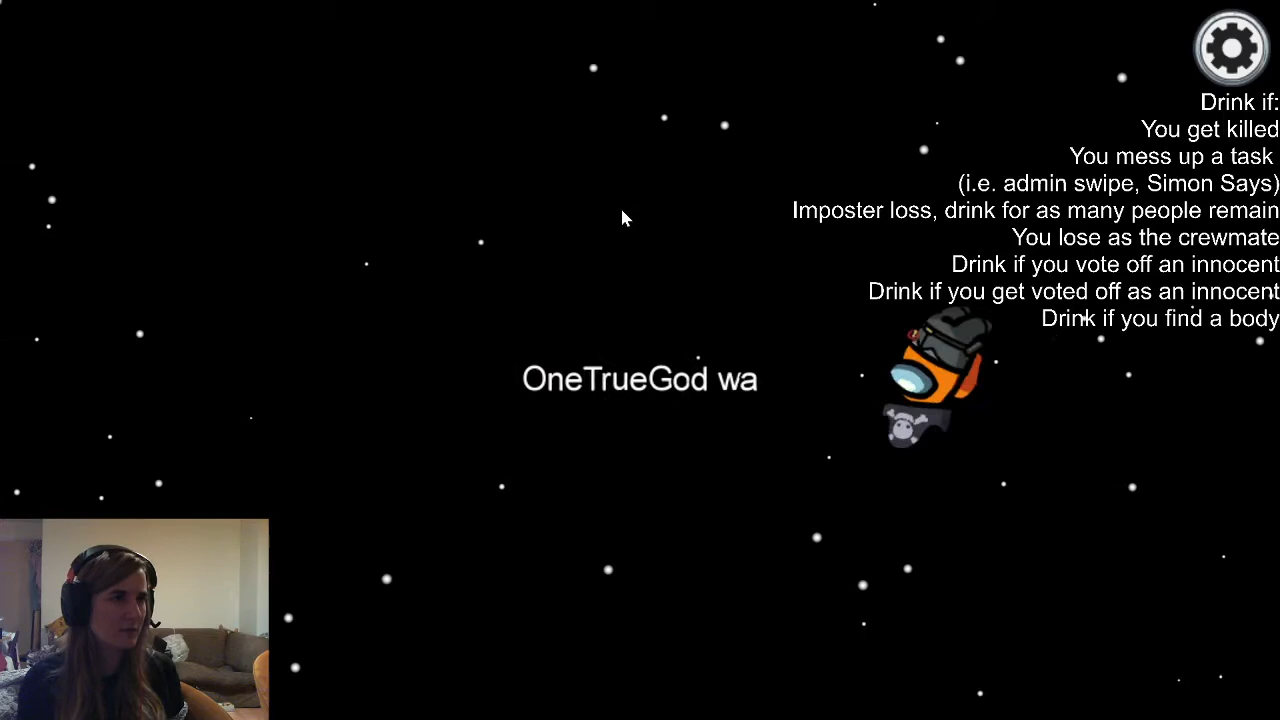 Drink if:
You get killed
You mess up a task
(i.e. admin swipe, Simon Says)
Imposter loss, drink for as many people remain
You lose as the crewmate
Drink if you vote off an innocent
Drink if you get voted off as an innocent
Drink if you find a body
OneTrueGod wa